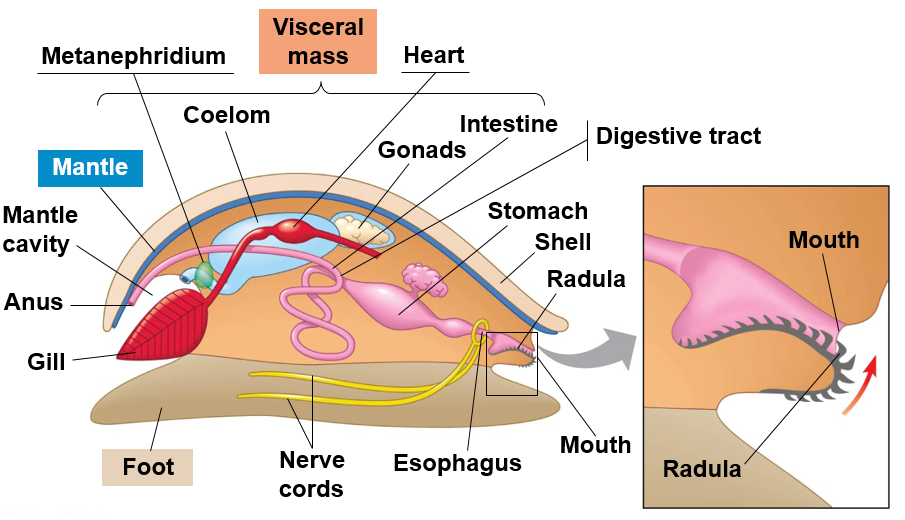 Visceral
mass
Metanephridium
Heart
Coelom
Intestine
Digestive tract
Gonads
Mantle
Stomach
Mantle
cavity
Shell
Mouth
Radula
Anus
Gill
Mouth
Foot
Nerve
cords
Esophagus
Radula